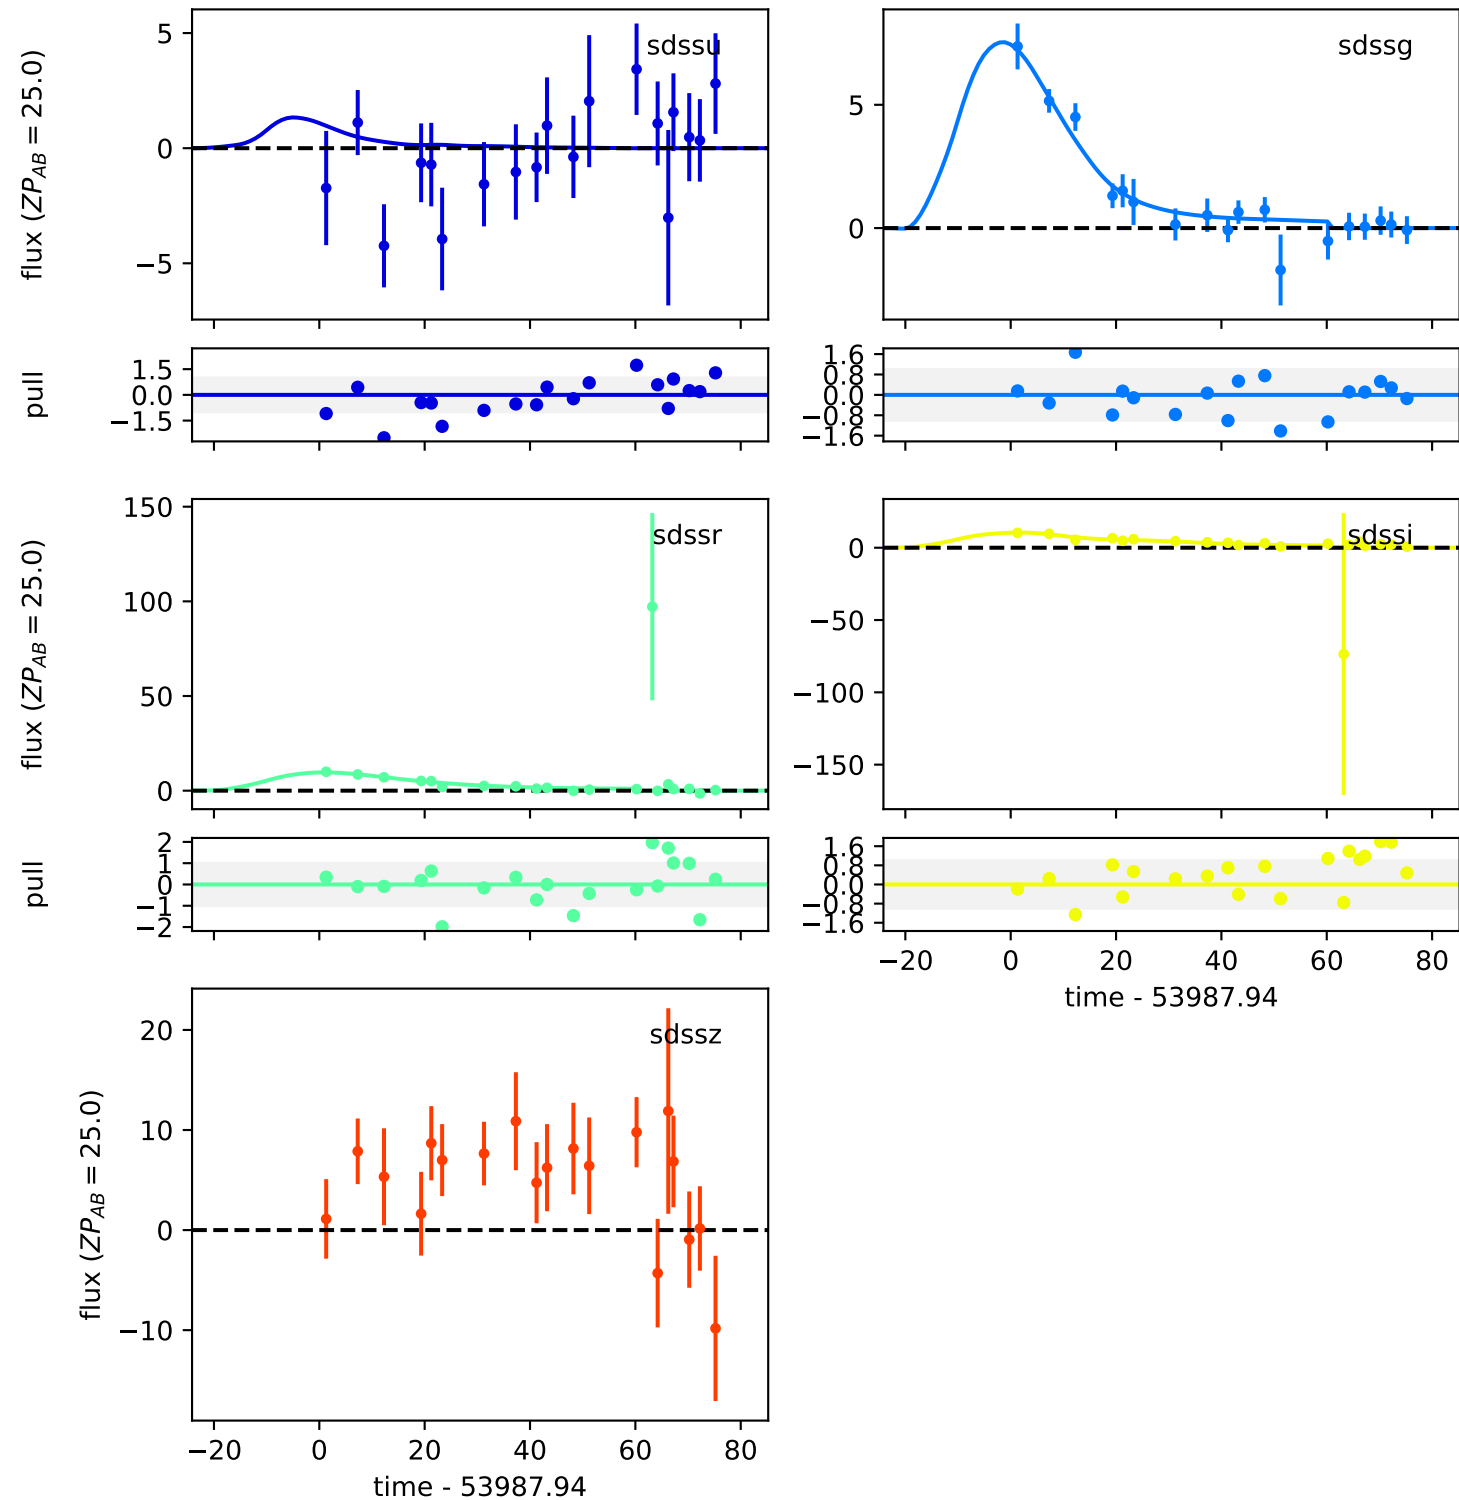 sdssu
flux (ZP_AB = 25.0)
5
0
−5
sdssg
5
0
pull
1.5
0.0
−1.5
1.6
0.8
0.0
−0.8
−1.6
sdssr
flux (ZP_AB = 25.0)
150
100
50
0
sdssi
0
−50
−100
−150
pull
2
1
0
−1
−2
1.6
0.8
0.0
−0.8
−1.6
−20 0 20 40 60 80
time - 53987.94
sdssz
flux (ZP_AB = 25.0)
20
10
0
−10
−20 0 20 40 60 80
time - 53987.94